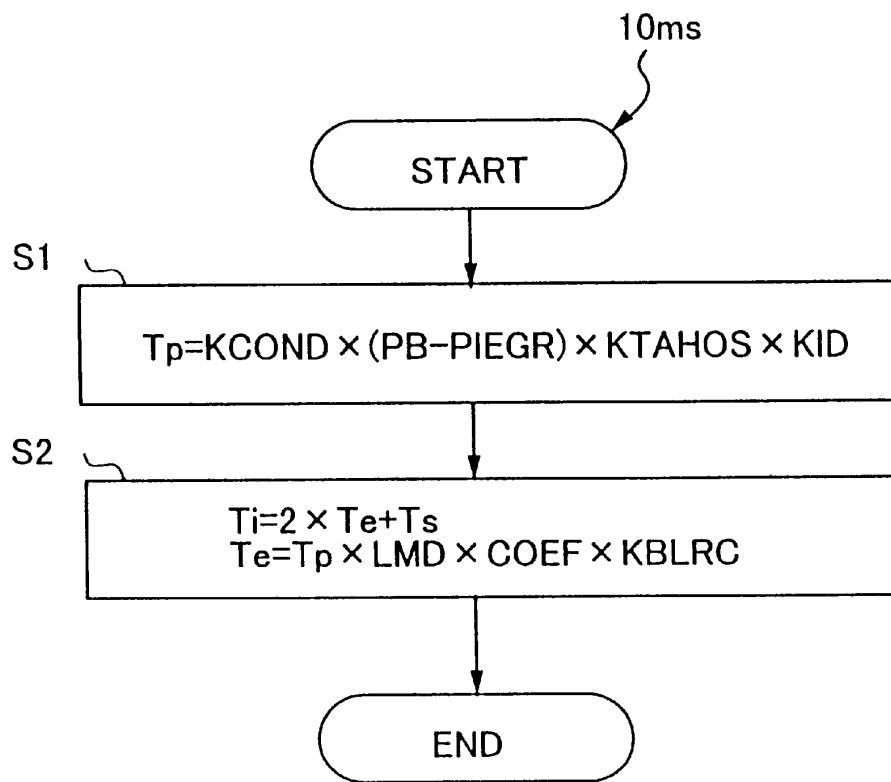 10ms
START
S1
Tp=KCOND×(PB-PIEGR)×KTAHOS×KID
S2
Ti=2×Te+Ts
Te=Tp×LMD×COEF×KBLRC
END